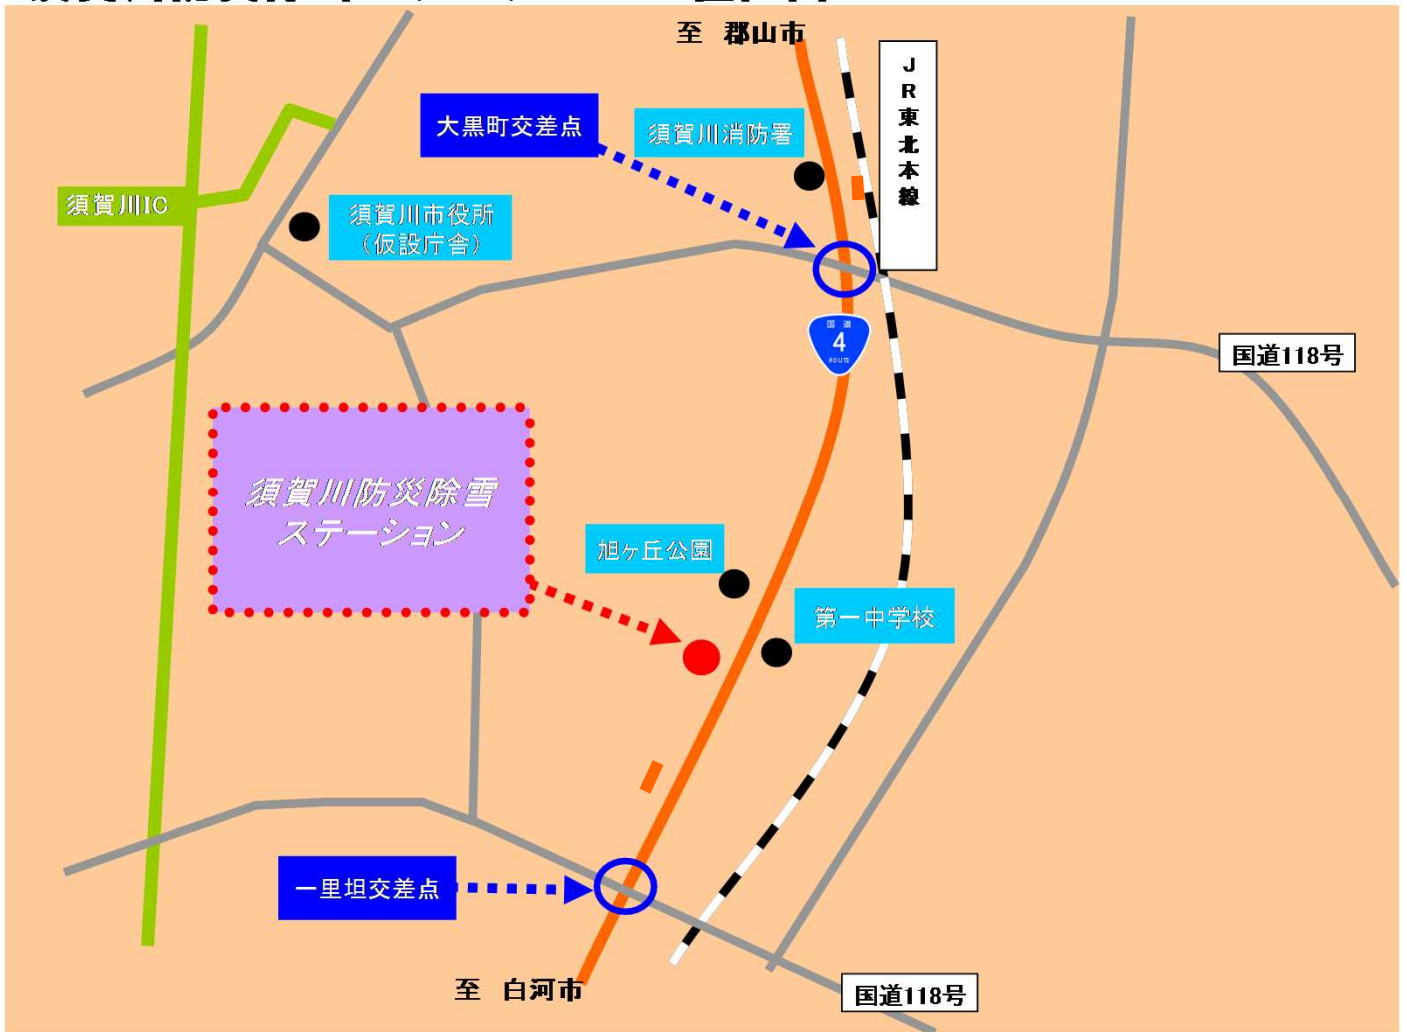 至 郡山市
JR東北本線
大黒町交差点
須賀川消防署
須賀川IC
須賀川市役所
（仮設庁舎）
国道
4
ROUTE
国道118号
須賀川防災除雪
ステーション
旭ヶ丘公園
第一中学校
一里坦交差点
至 白河市
国道118号